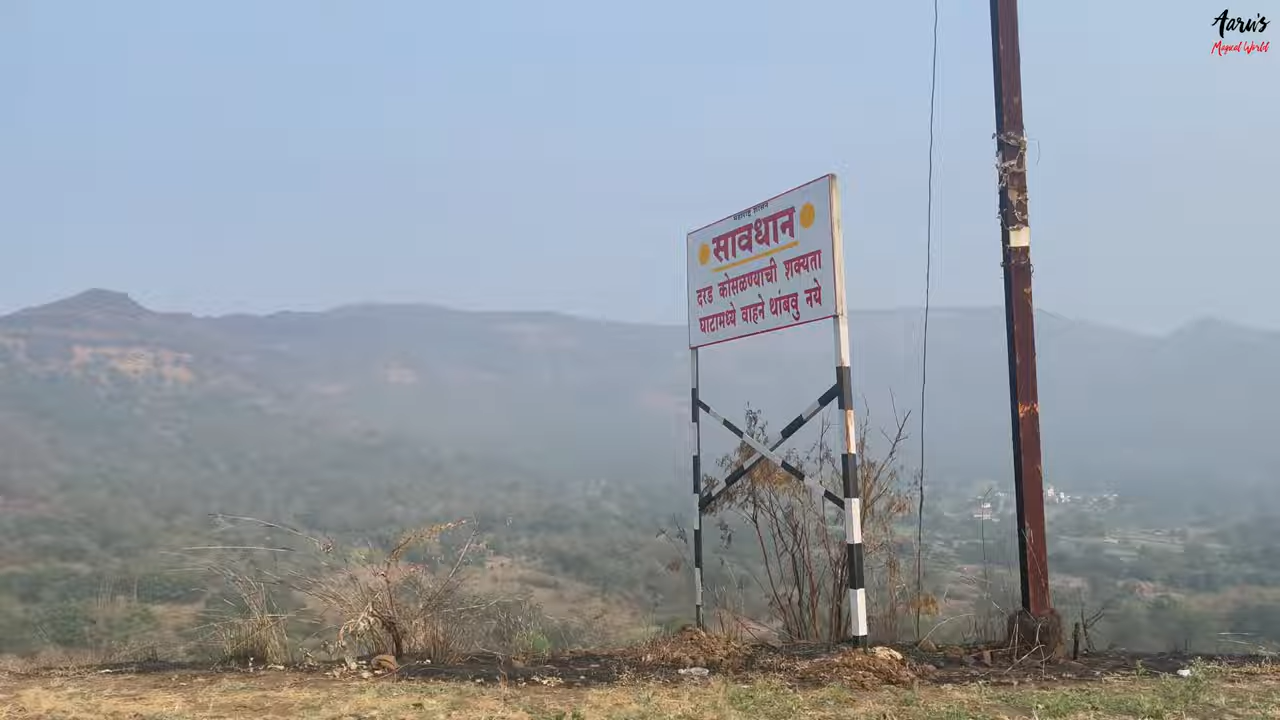 महाराष्ट्र शासन
सावधान
दरड कोसळण्याची शक्यता
घाटामध्ये वाहने थांबवु नये
Aaru's
Magical World